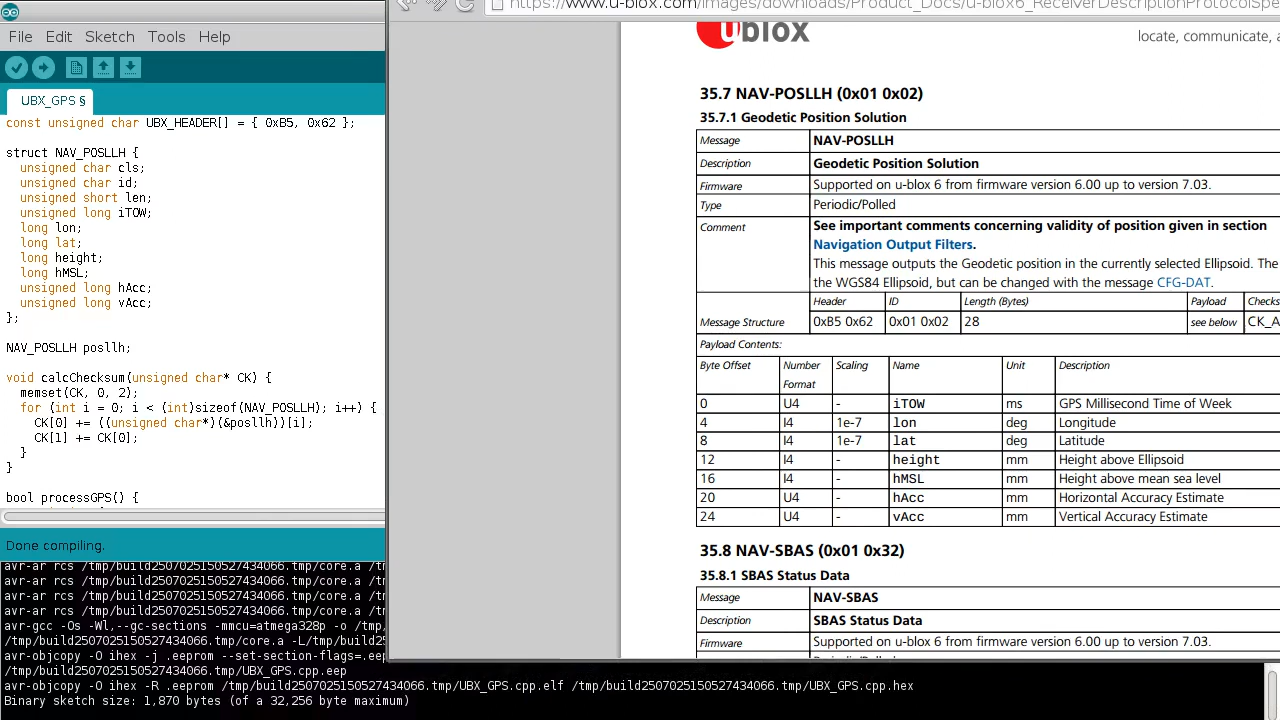 File Edit Sketch Tools Help
UBX_GPS §
const unsigned char UBX_HEADER[] = { 0xB5, 0x62 };
struct NAV_POSLLH {
unsigned char cls;
unsigned char id;
unsigned short len;
unsigned long iTOW;
long lon;
long lat;
long height;
long hMSL;
unsigned long hAcc;
unsigned long vAcc;
};
NAV_POSLLH posllh;
void calcChecksum(unsigned char* CK) {
memset(CK, 0, 2);
for (int i = 0; i < (int)sizeof(NAV_POSLLH); i++) {
CK[0] += ((unsigned char*)(&posllh))[i];
CK[1] += CK[0];
}
}
bool processGPS() {
Done compiling.
avr-ar rcs /tmp/build2507025150527434066.tmp/core.a /tm
avr-ar rcs /tmp/build2507025150527434066.tmp/core.a /tm
avr-ar rcs /tmp/build2507025150527434066.tmp/core.a /tm
avr-ar rcs /tmp/build2507025150527434066.tmp/core.a /tm
avr-gcc -Os -Wl,--gc-sections -mmcu=atmega328p -o /tmp/
/tmp/build2507025150527434066.tmp/core.a -L/tmp/build25
avr-objcopy -O ihex -j .eeprom --set-section-flags=.eep
/tmp/build2507025150527434066.tmp/UBX_GPS.cpp.eep
avr-objcopy -O ihex -R .eeprom /tmp/build2507025150527434066.tmp/UBX_GPS.cpp.elf /tmp/build2507025150527434066.tmp/UBX_GPS.cpp.hex
Binary sketch size: 1,870 bytes (of a 32,256 byte maximum)
https://www.u-blox.com/images/downloads/Product_Docs/u-blox6_ReceiverDescriptionProtocolSpe
ublox
locate, communicate, a
35.7 NAV-POSLLH (0x01 0x02)
35.7.1 Geodetic Position Solution
Message NAV-POSLLH
Description Geodetic Position Solution
Firmware Supported on u-blox 6 from firmware version 6.00 up to version 7.03.
Type Periodic/Polled
Comment See important comments concerning validity of position given in section
Navigation Output Filters.
This message outputs the Geodetic position in the currently selected Ellipsoid. The
the WGS84 Ellipsoid, but can be changed with the message CFG-DAT.
Header ID Length (Bytes) Payload Checks
Message Structure 0xB5 0x62 0x01 0x02 28 see below CK_A
Payload Contents:
Byte Offset Number Format Scaling Name Unit Description
0 U4 - iTOW ms GPS Millisecond Time of Week
4 I4 1e-7 lon deg Longitude
8 I4 1e-7 lat deg Latitude
12 I4 - height mm Height above Ellipsoid
16 I4 - hMSL mm Height above mean sea level
20 U4 - hAcc mm Horizontal Accuracy Estimate
24 U4 - vAcc mm Vertical Accuracy Estimate
35.8 NAV-SBAS (0x01 0x32)
35.8.1 SBAS Status Data
Message NAV-SBAS
Description SBAS Status Data
Firmware Supported on u-blox 6 from firmware version 6.00 up to version 7.03.